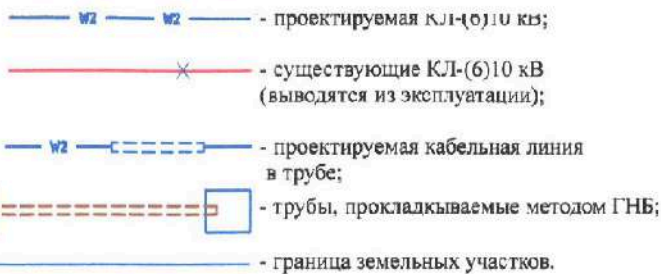 W2 W2 - проектируемая КЛ-(6)10 кВ;
- существующие КЛ-(6)10 кВ
(выводятся из эксплуатации);
W2 - проектируемая кабельная линия
в трубе;
- трубы, прокладкываемые методом ГНБ;
- граница земельных участков.